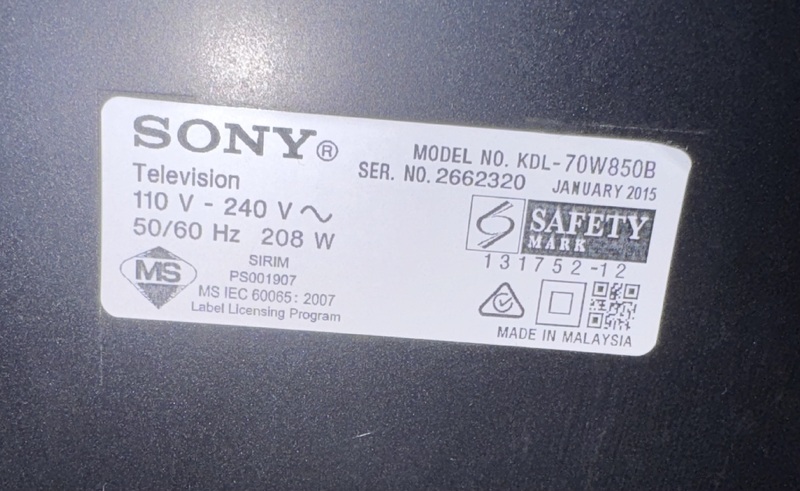 SONY®
Television
110 V - 240 V ~
50/60 Hz 208 W
MS
SIRIM
PS001907
MS IEC 60065: 2007
Label Licensing Program
MODEL NO. KDL-70W850B
SER. NO. 2662320 JANUARY 2015
SAFETY
MARK
131752-12
MADE IN MALAYSIA